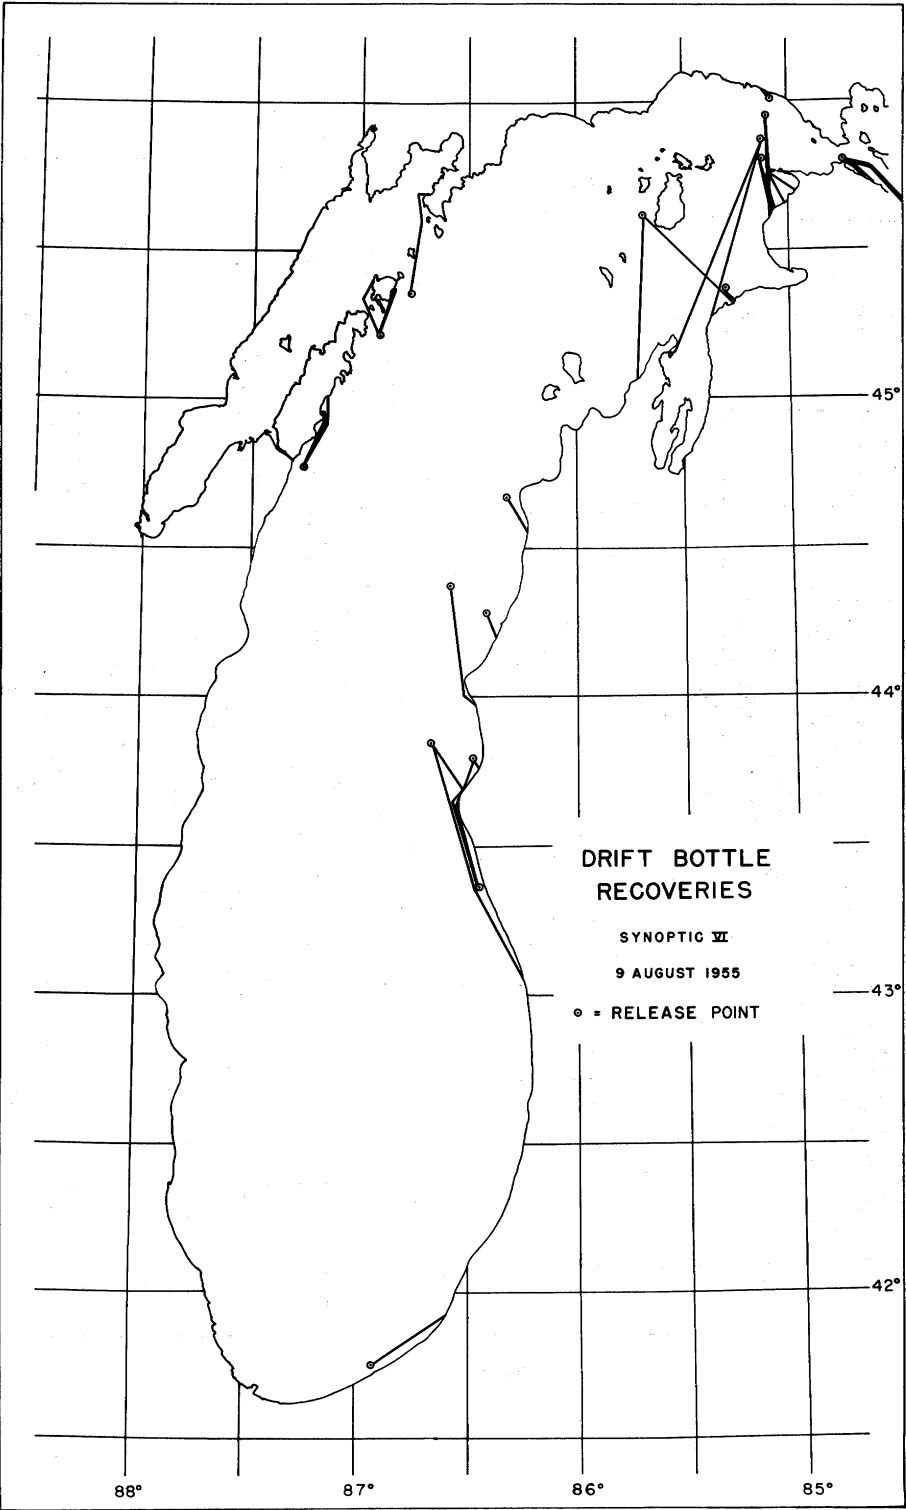 45°
44°
DRIFT BOTTLE
RECOVERIES
SYNOPTIC VI
9 AUGUST 1955
43°
⊙ = RELEASE POINT
42°
88° 87° 86° 85°